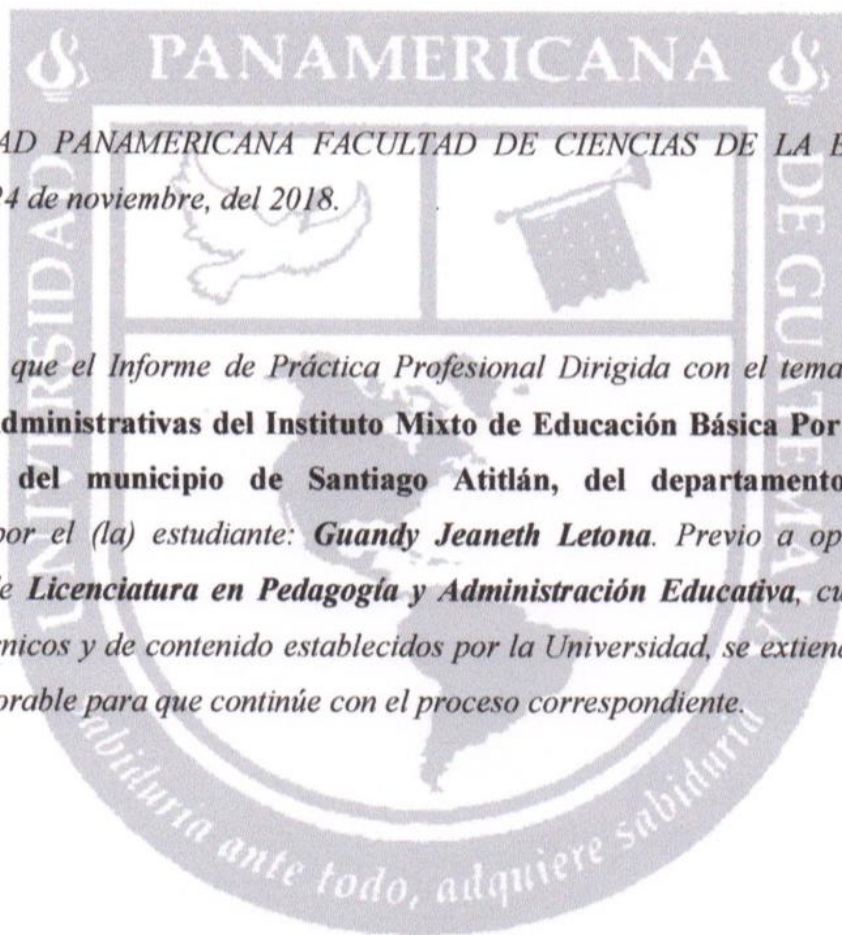 PANAMERICANA
UNIVERSIDAD
DE GUATEMALA
AD PANAMERICANA FACULTAD DE CIENCIAS DE LA E
24 de noviembre, del 2018.
que el Informe de Práctica Profesional Dirigida con el tema
dministrativas del Instituto Mixto de Educación Básica Por
del municipio de Santiago Atitlán, del departamento
por el (la) estudiante: Guandy Jeaneth Letona. Previo a op
de Licenciatura en Pedagogía y Administración Educativa, cu
nicos y de contenido establecidos por la Universidad, se extien
orable para que continúe con el proceso correspondiente.
sabiduría ante todo, adquiere sabiduría